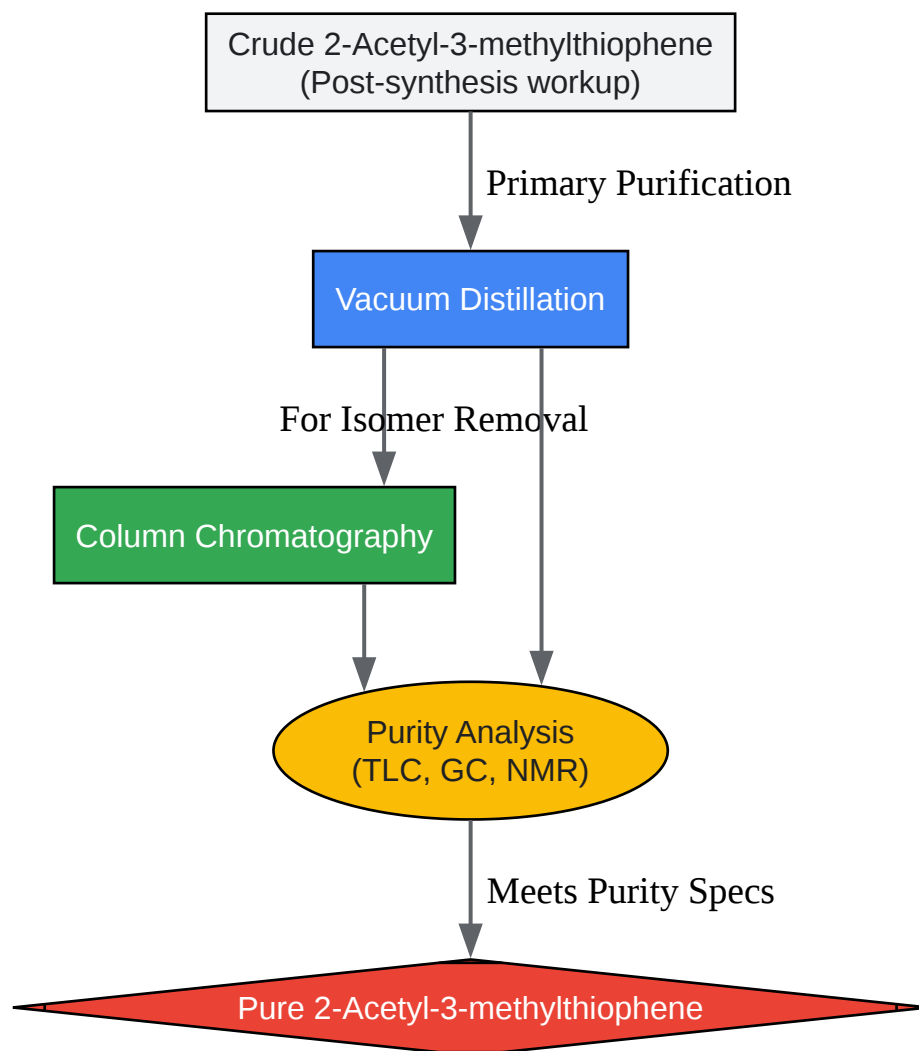 Crude 2-Acetyl-3-methylthiophene
(Post-synthesis workup)
Primary Purification
Vacuum Distillation
For Isomer Removal
Column Chromatography
Purity Analysis
(TLC, GC, NMR)
Meets Purity Specs
Pure 2-Acetyl-3-methylthiophene